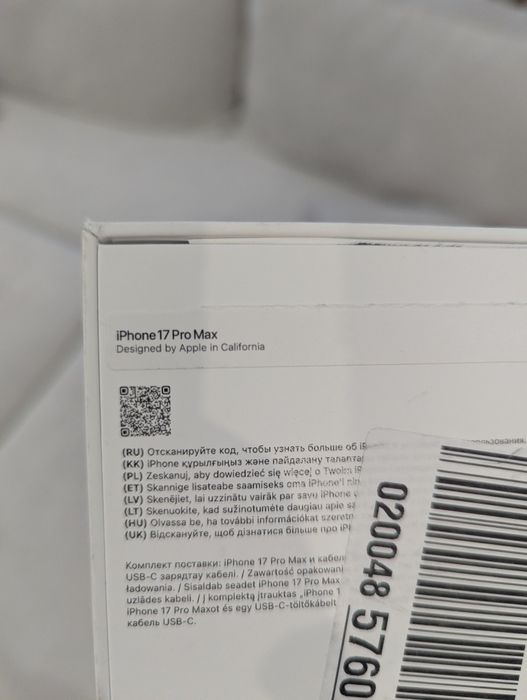 iPhone 17 Pro Max
Designed by Apple in California
(RU) Отсканируйте код, чтобы узнать больше об
(KK) iPhone құрылғыңыз және пайдалану
(PL) Zeskanuj, aby dowiedzieć się więcej o Twoim
(ET) Skannige lisateabe saamiseks oma iPhone'i
(LV) Skenējiet, lai uzzinātu vairāk par savu iPhone
(LT) Skenuokite, kad sužinotumėte daugiau apie
(HU) Olvassa be, ha további információkat
(UK) Відскануйте, щоб дізнатися більше про
Комплект поставки: iPhone 17 Pro Max и
USB-C зарядтау кабелі. / Zawartość
ładowania. / Sisaldab seadet iPhone 17 Pro Max
uzlādes kabeli. / Į komplektą įtrauktas „iPhone
iPhone 17 Pro Maxot és egy USB-C-töltőkábelt
кабель USB-C.
020048 5760